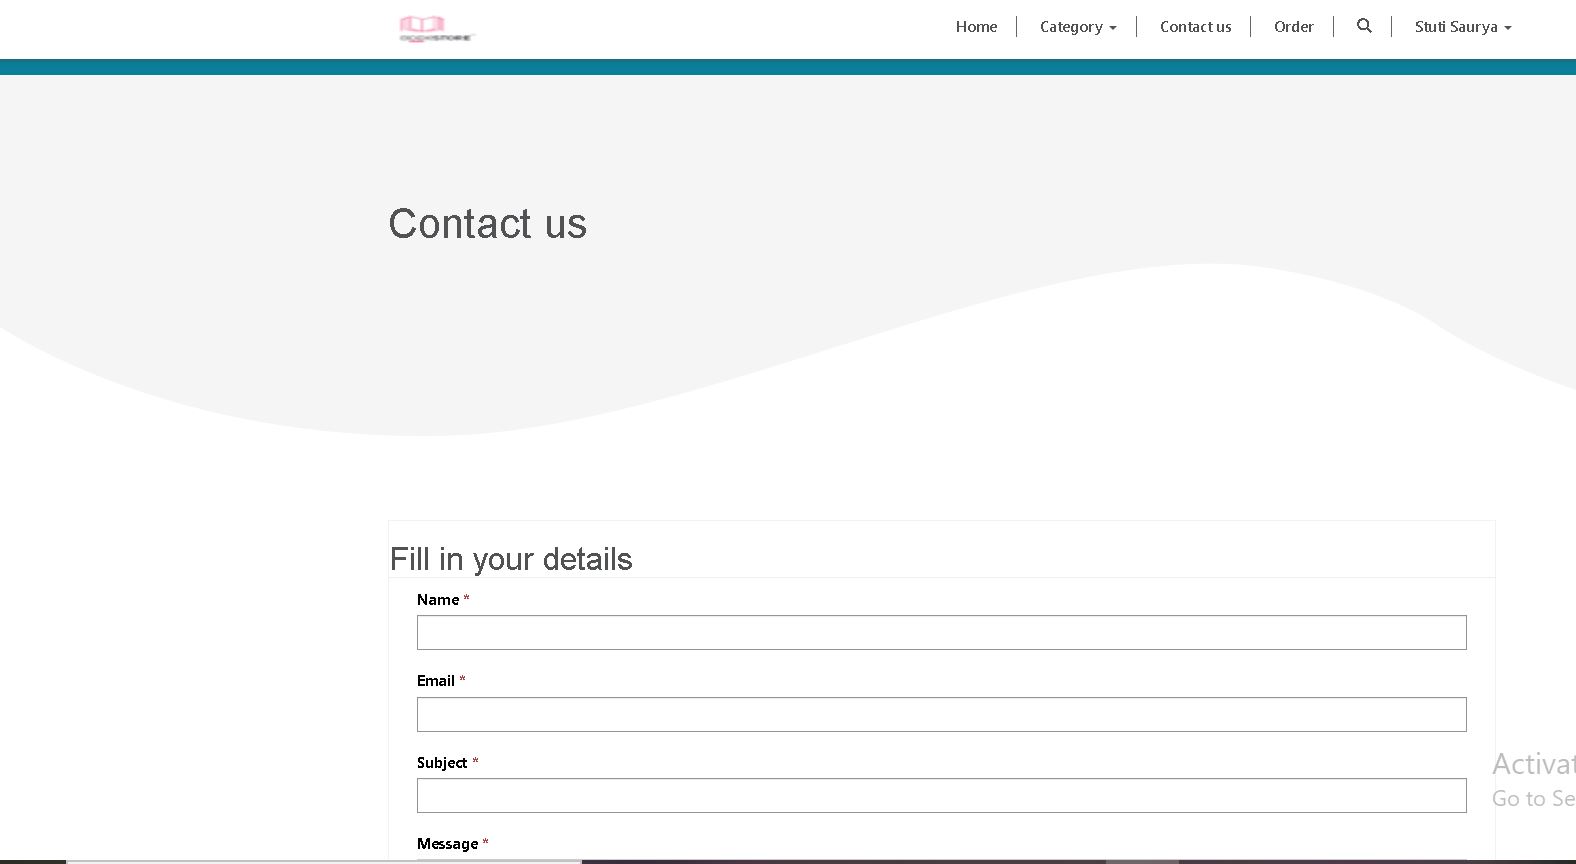 BOOKSTORE
Home
Category
Contact us
Order
Stuti Saurya
Contact us
Fill in your details
Name *
Email *
Subject *
Message *
Activat
Go to Se